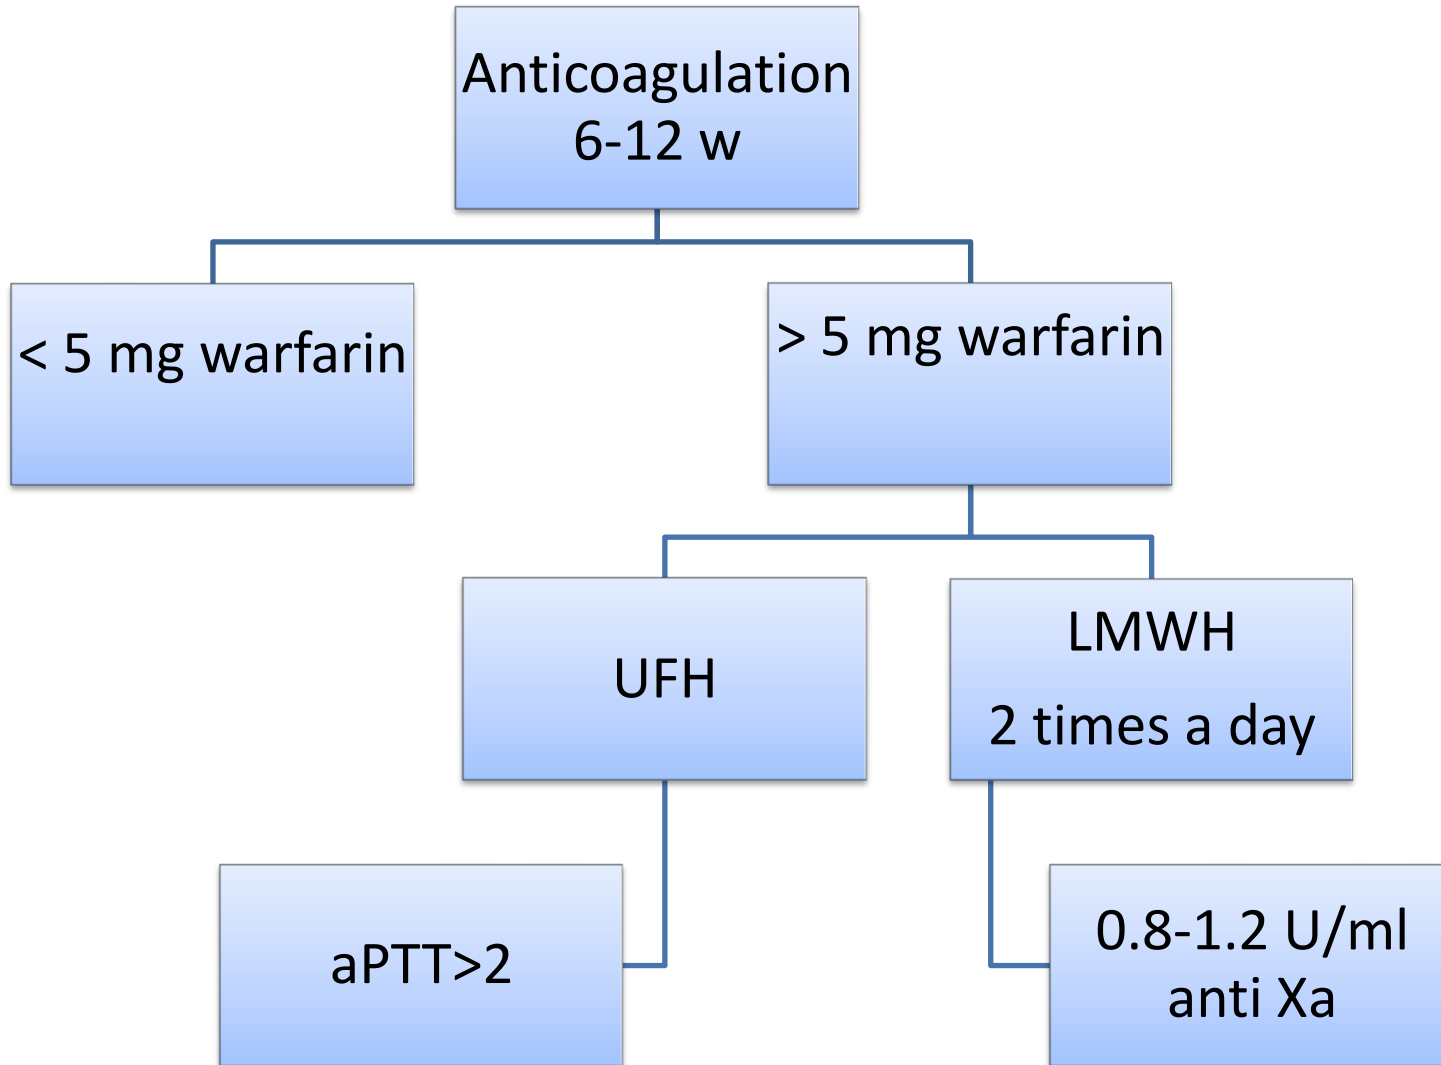 Anticoagulation
6-12 w
< 5 mg warfarin
> 5 mg warfarin
UFH
LMWH
2 times a day
aPTT>2
0.8-1.2 U/ml
anti Xa